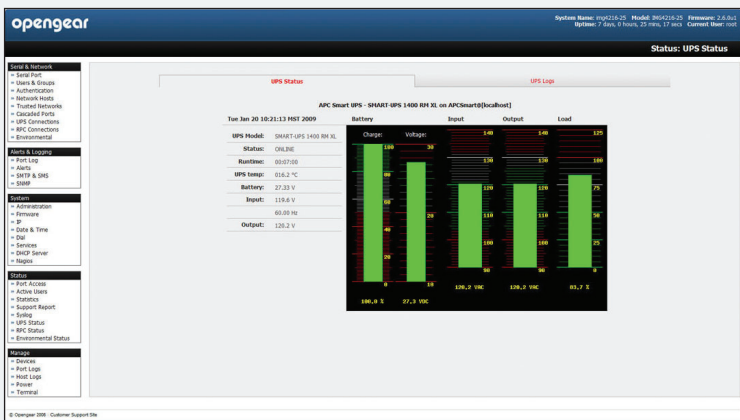 opengear
System Name: img4216-25 Model: IMG4216-25 Firmware: 2.6.0u1
Uptime: 7 days, 0 hours, 25 mins, 17 secs Current User: root
Status: UPS Status
Serial & Network
Serial Port
Users & Groups
Authentication
Network Hosts
Trusted Networks
Cascaded Ports
UPS Connections
RPC Connections
Environmental
Alerts & Logging
Port Log
Alerts
SMTP & SMS
SNMP
System
Administration
Firmware
IP
Date & Time
Dial
Services
DHCP Server
Nagios
Status
Port Access
Active Users
Statistics
Support Report
Syslog
UPS Status
RPC Status
Environmental Status
Manage
Devices
Port Logs
Host Logs
Power
Terminal
UPS Status
UPS Logs
APC Smart UPS - SMART-UPS 1400 RM XL on APCSmart@[localhost]
Tue Jan 20 10:21:13 MST 2009
UPS Model: SMART-UPS 1400 RM XL
Status: ONLINE
Runtime: 00:07:00
UPS temp: 016.2 °C
Battery: 27.33 V
Input: 119.6 V
60.00 Hz
Output: 120.2 V
Battery Input Output Load
Charge: Voltage:
100 30 140 140 125
80 130 130 100
60 120 120 75
20 110 110 50
40
20 100 100 25
0 10 90 90 0
100,0 % 27,3 VDC 120,2 VAC 120,2 VAC 83,7 %
© Opengear 2008 Customer Support Site